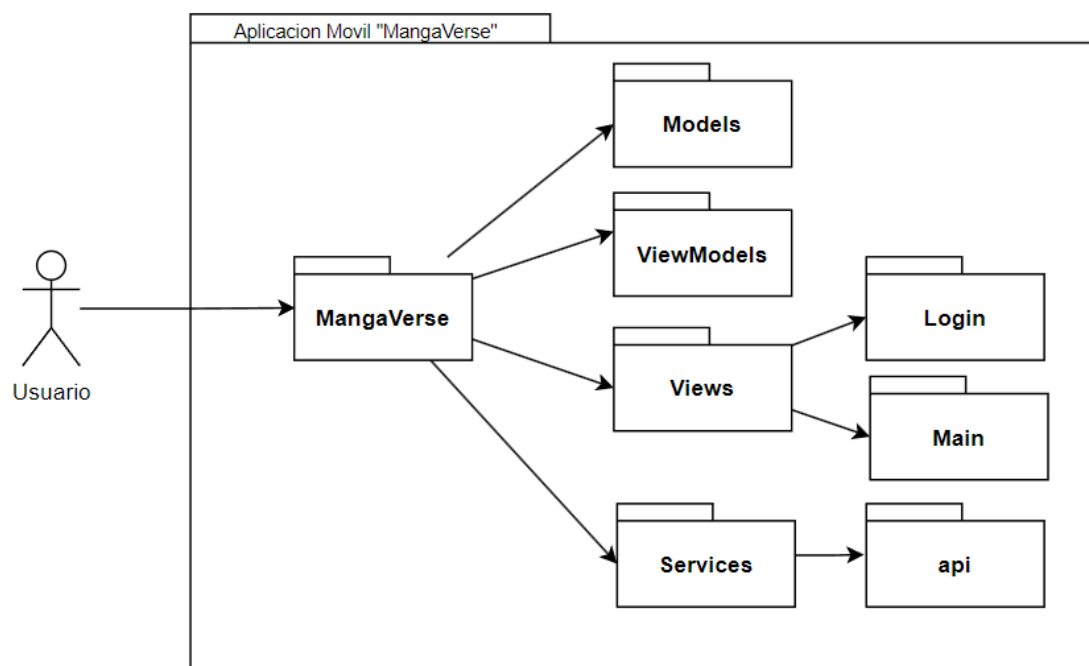 Aplicacion Movil "MangaVerse"
Models
ViewModels
MangaVerse
Login
Views
Usuario
Main
Services
api